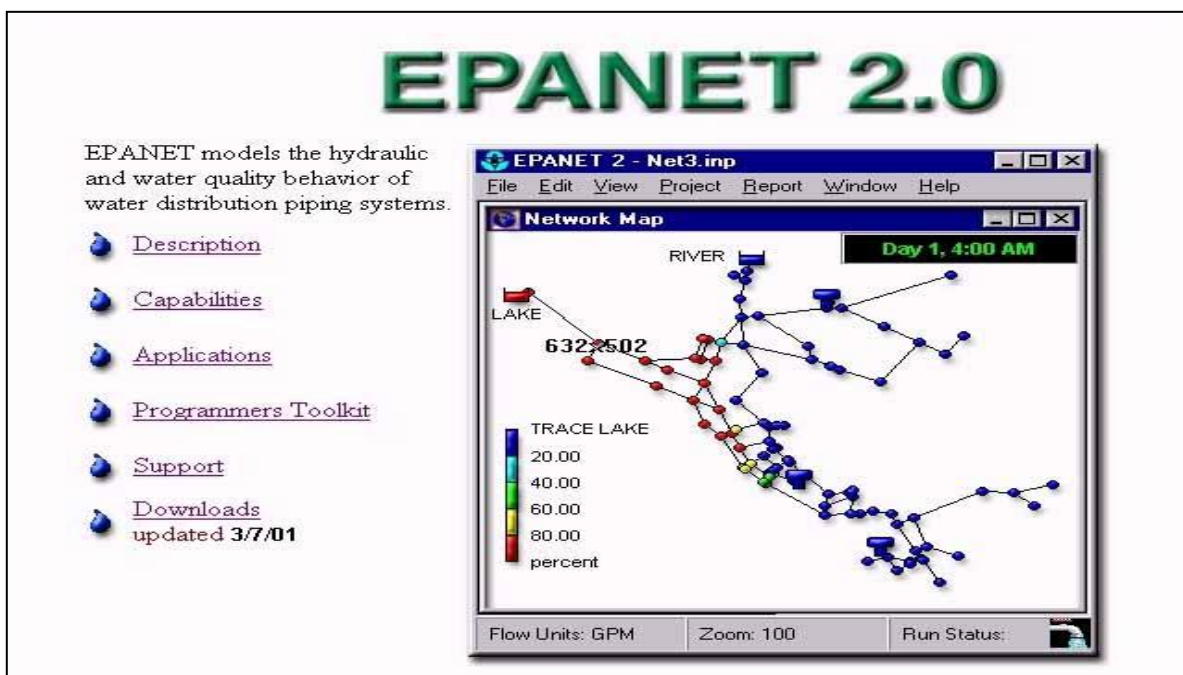 EPANET 2.0
EPANET models the hydraulic
and water quality behavior of
water distribution piping systems.
Description
Capabilities
Applications
Programmers Toolkit
Support
Downloads
updated 3/7/01
EPANET 2 - Net3.inp
File Edit View Project Report Window Help
Network Map
Day 1, 4:00 AM
RIVER
LAKE
632x502
TRACE LAKE
20.00
40.00
60.00
80.00
percent
Flow Units: GPM
Zoom: 100
Run Status: